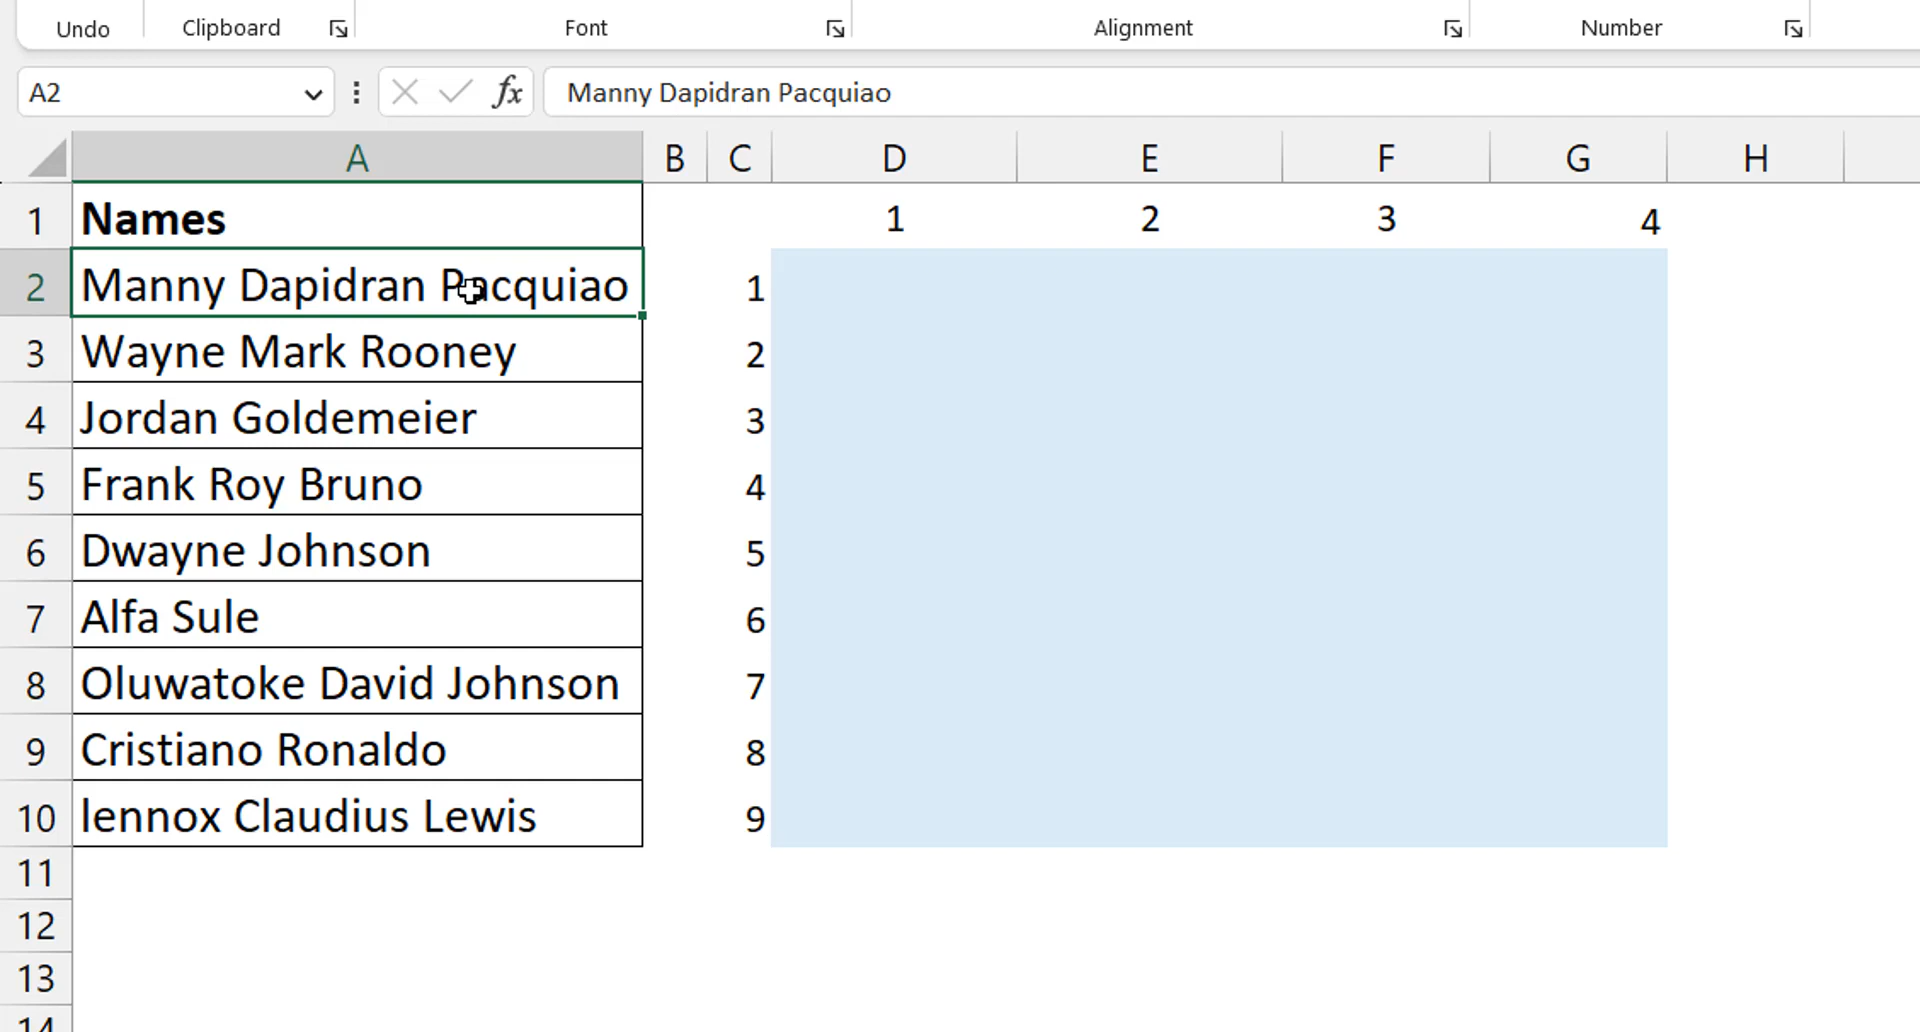 Undo Clipboard Font Alignment Number
A2 fx Manny Dapidran Pacquiao
A B C D E F G H
1 Names 1 2 3 4
2 Manny Dapidran Pacquiao 1
3 Wayne Mark Rooney 2
4 Jordan Goldemeier 3
5 Frank Roy Bruno 4
6 Dwayne Johnson 5
7 Alfa Sule 6
8 Oluwatoke David Johnson 7
9 Cristiano Ronaldo 8
10 lennox Claudius Lewis 9
11
12
13
14